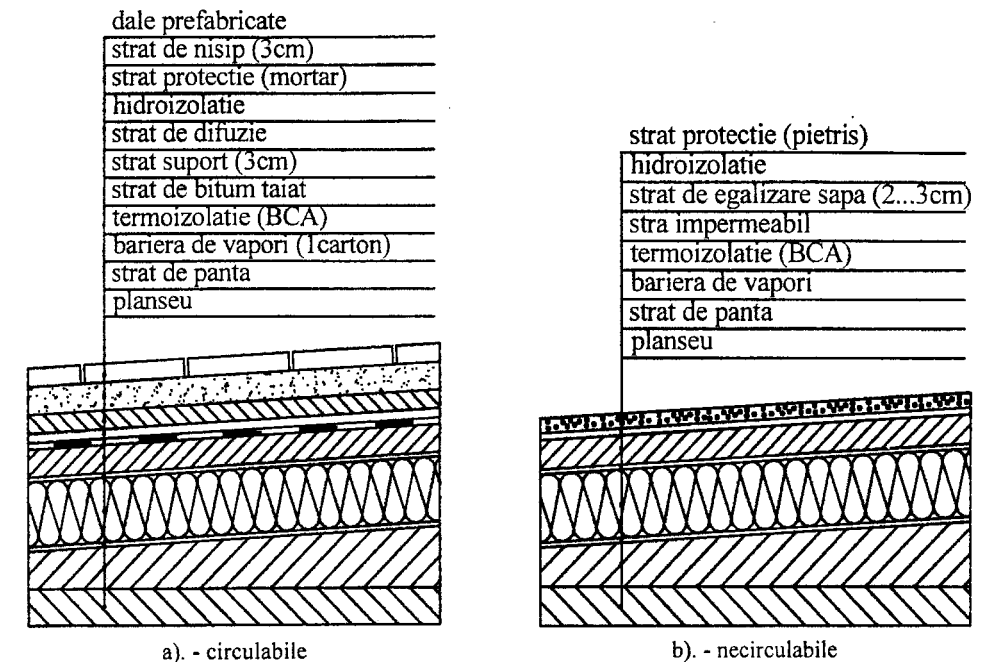 dale prefabricate
strat de nisip (3cm)
strat protectie (mortar)
hidroizolatie
strat de difuzie
strat suport (3cm)
strat de bitum taiat
termoizolatie (BCA)
bariera de vapori (1carton)
strat de panta
planseu
a). - circulabile
strat protectie (pietris)
hidroizolatie
strat de egalizare sapa (2...3cm)
stra impermeabil
termoizolatie (BCA)
bariera de vapori
strat de panta
planseu
b). - necirculabile